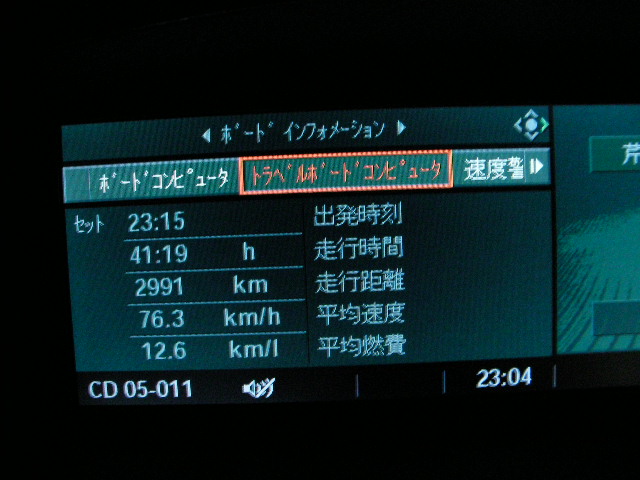 ボード インフォメーション
ボードコンピュータ トラベルボードコンピュータ 速度警
セット 23:15 出発時刻
41:19 h 走行時間
2991 km 走行距離
76.3 km/h 平均速度
12.6 km/l 平均燃費
CD 05-011 23:04